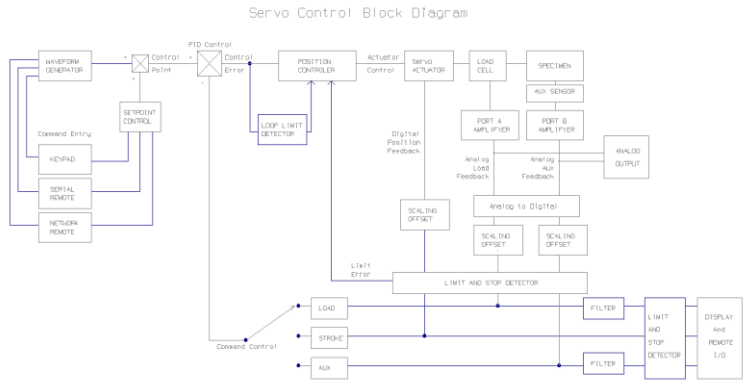 Servo Control Block Diagram
PID Control
WAVEFORM
GENERATOR
Control
Point
Control
Error
POSITION
CONTROLER
Actuator
Control
Servo
ACTUATOR
LOAD
CELL
SPECIMEN
AUX SENSOR
SETPOINT
CONTROL
LOOP LIMIT
DETECTOR
PORT A
AMPLIFYER
PORT B
AMPLIFYER
Command Entry
KEYPAD
Digital
Position
Feedback
Analog
Load
Feedback
Analog
Aux
Feedback
ANALOG
OUTPUT
SERIAL
REMOTE
NETWORK
REMOTE
SCALING
OFFSET
Analog to Digital
SCALING
OFFSET
SCALING
OFFSET
Limit
Error
LIMIT AND STOP DETECTOR
LOAD
FILTER
STROKE
Command Control
AUX
FILTER
LIMIT
AND
STOP
DETECTOR
DISPLAY
And
REMOTE
I/O